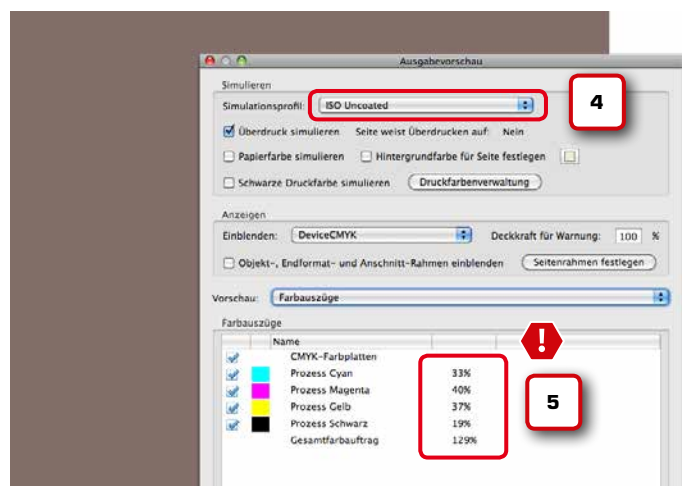 Ausgabevorschau
Simulieren
Simulationsprofil: ISO Uncoated
4
Überdruck simulieren Seite weist Überdrucken auf: Nein
Papierfarbe simulieren Hintergrundfarbe für Seite festlegen
Schwarze Druckfarbe simulieren Druckfarbenverwaltung
Anzeigen
Einblenden: DeviceCMYK Deckkraft für Warnung: 100 %
Objekt-, Endformat- und Anschnitt-Rahmen einblenden Seitenrahmen festlegen
Vorschau: Farbauszüge
Farbauszüge
!
Name
CMYK-Farbplatten
Prozess Cyan 33%
Prozess Magenta 40%
Prozess Gelb 37%
5
Prozess Schwarz 19%
Gesamtfarbauftrag 129%